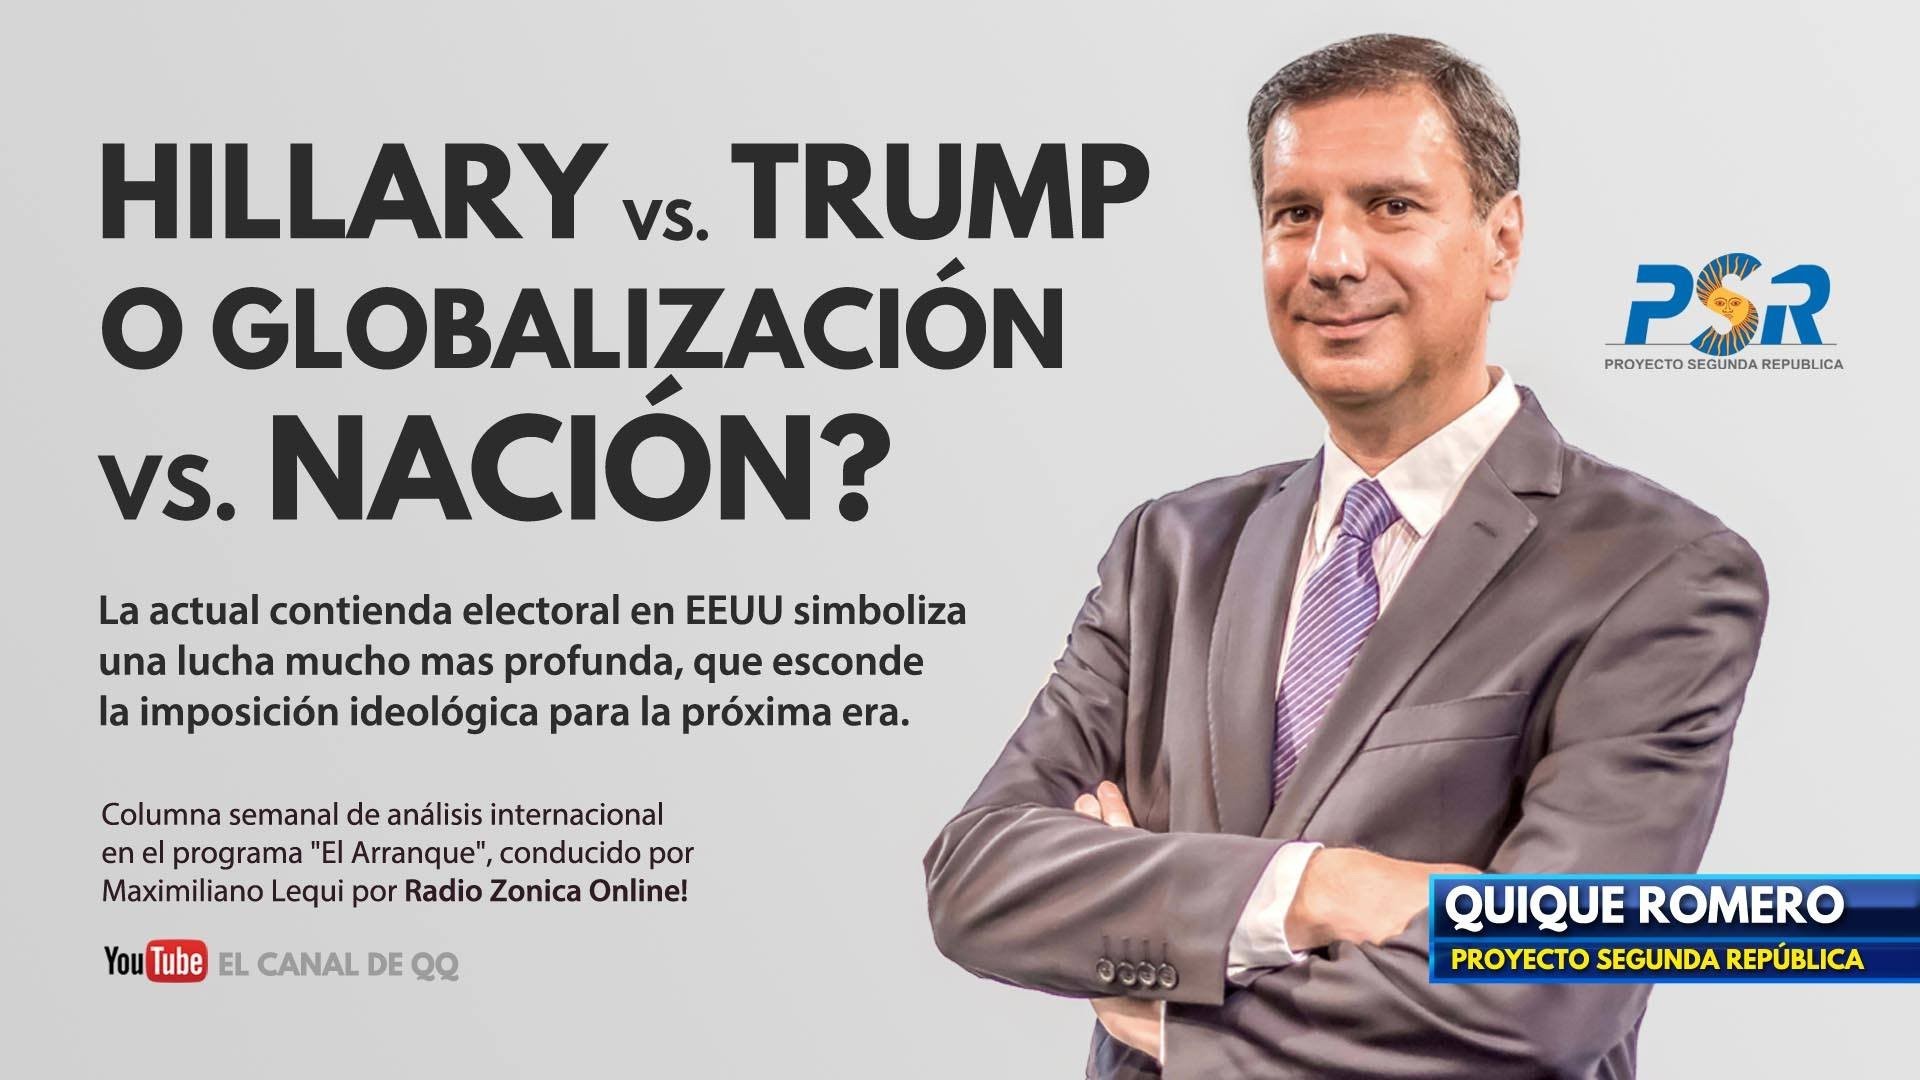 HILLARY vs. TRUMP
O GLOBALIZACIÓN
vs. NACIÓN?
La actual contienda electoral en EEUU simboliza
una lucha mucho mas profunda, que esconde
la imposición ideológica para la próxima era.
Columna semanal de análisis internacional
en el programa "El Arranque", conducido por
Maximiliano Lequi por Radio Zonica Online!
YouTube EL CANAL DE QQ
PSR
PROYECTO SEGUNDA REPUBLICA
QUIQUE ROMERO
PROYECTO SEGUNDA REPÚBLICA